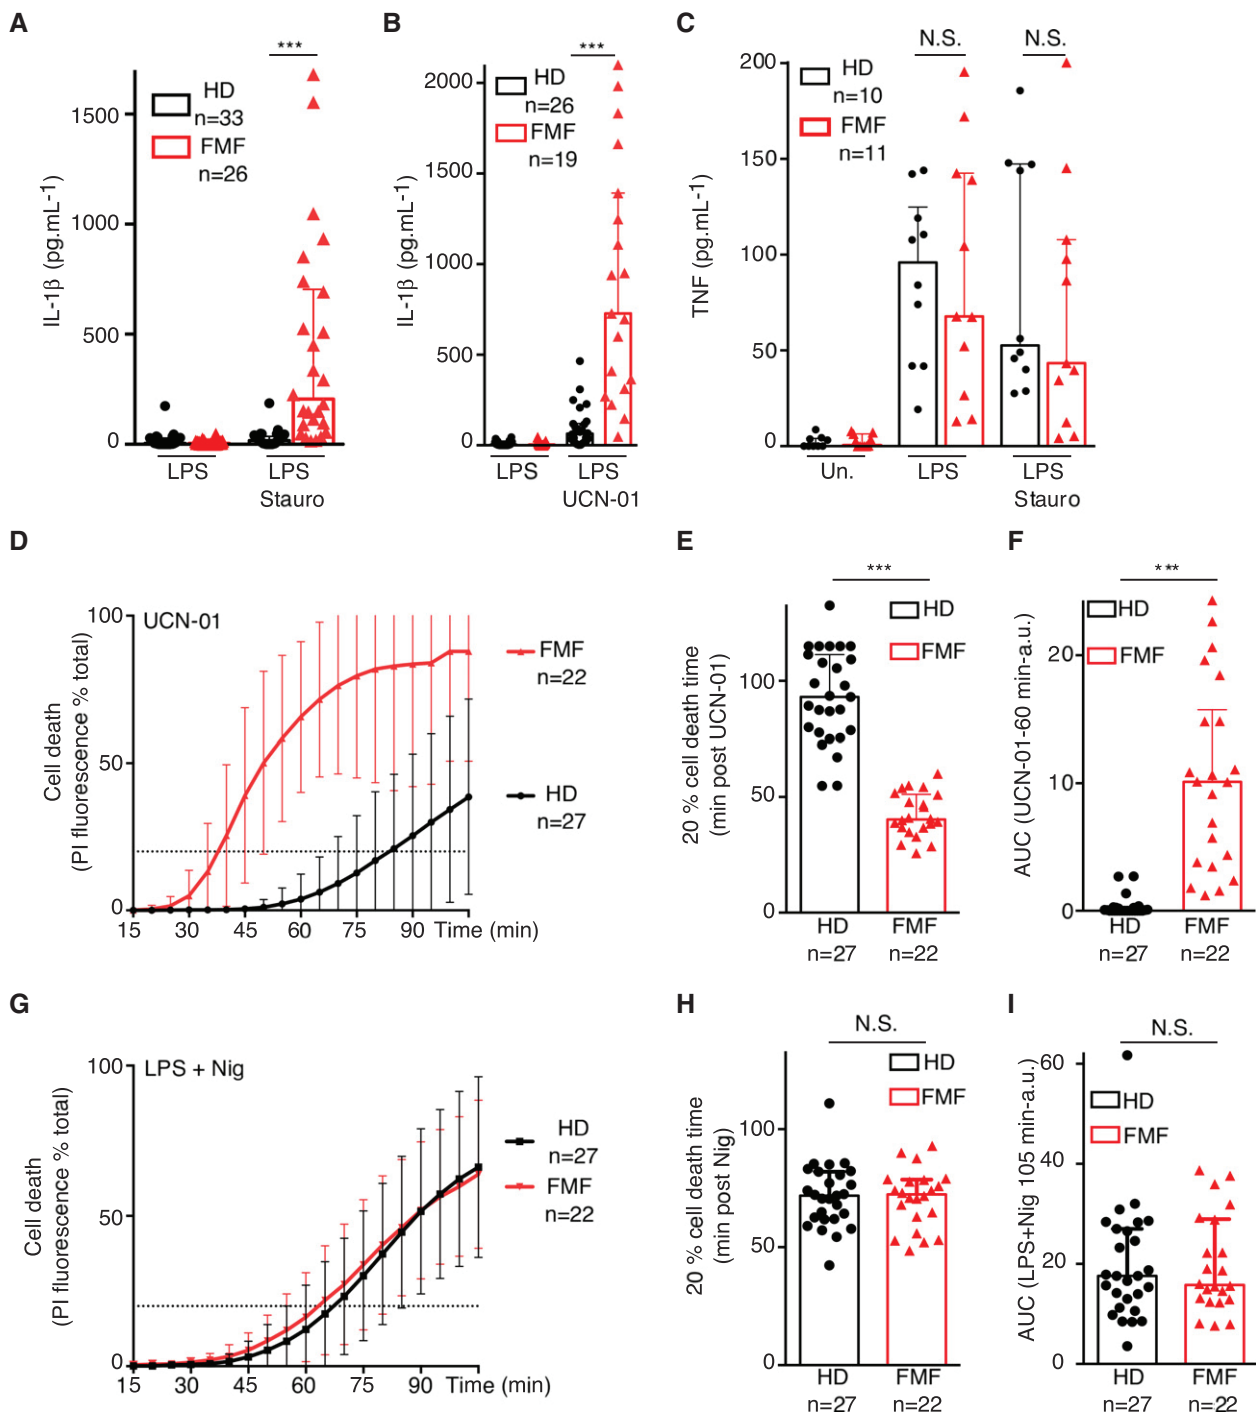 A
***
HD
n=33
FMF
n=26
IL-1β (pg.mL-1)
1500
1000
500
0
LPS
LPS
Stauro
B
***
HD
n=26
FMF
n=19
IL-1β (pg.mL-1)
2000
1500
1000
500
0
LPS
LPS
UCN-01
C
N.S.
N.S.
HD
n=10
FMF
n=11
TNF (pg.mL-1)
200
150
100
50
0
Un.
LPS
LPS
Stauro
D
UCN-01
Cell death
(PI fluorescence % total)
100
50
0
15 30 45 60 75 90 Time (min)
FMF
n=22
HD
n=27
E
***
HD
FMF
20 % cell death time
(min post UCN-01)
100
50
0
HD
n=27
FMF
n=22
F
***
HD
FMF
AUC (UCN-01-60 min-a.u.)
20
10
0
HD
n=27
FMF
n=22
G
LPS + Nig
Cell death
(PI fluorescence % total)
100
50
0
15 30 45 60 75 90 Time (min)
HD
n=27
FMF
n=22
H
N.S.
HD
FMF
20 % cell death time
(min post Nig)
100
50
0
HD
n=27
FMF
n=22
I
N.S.
HD
FMF
AUC (LPS+Nig 105 min-a.u.)
60
40
20
0
HD
n=27
FMF
n=22